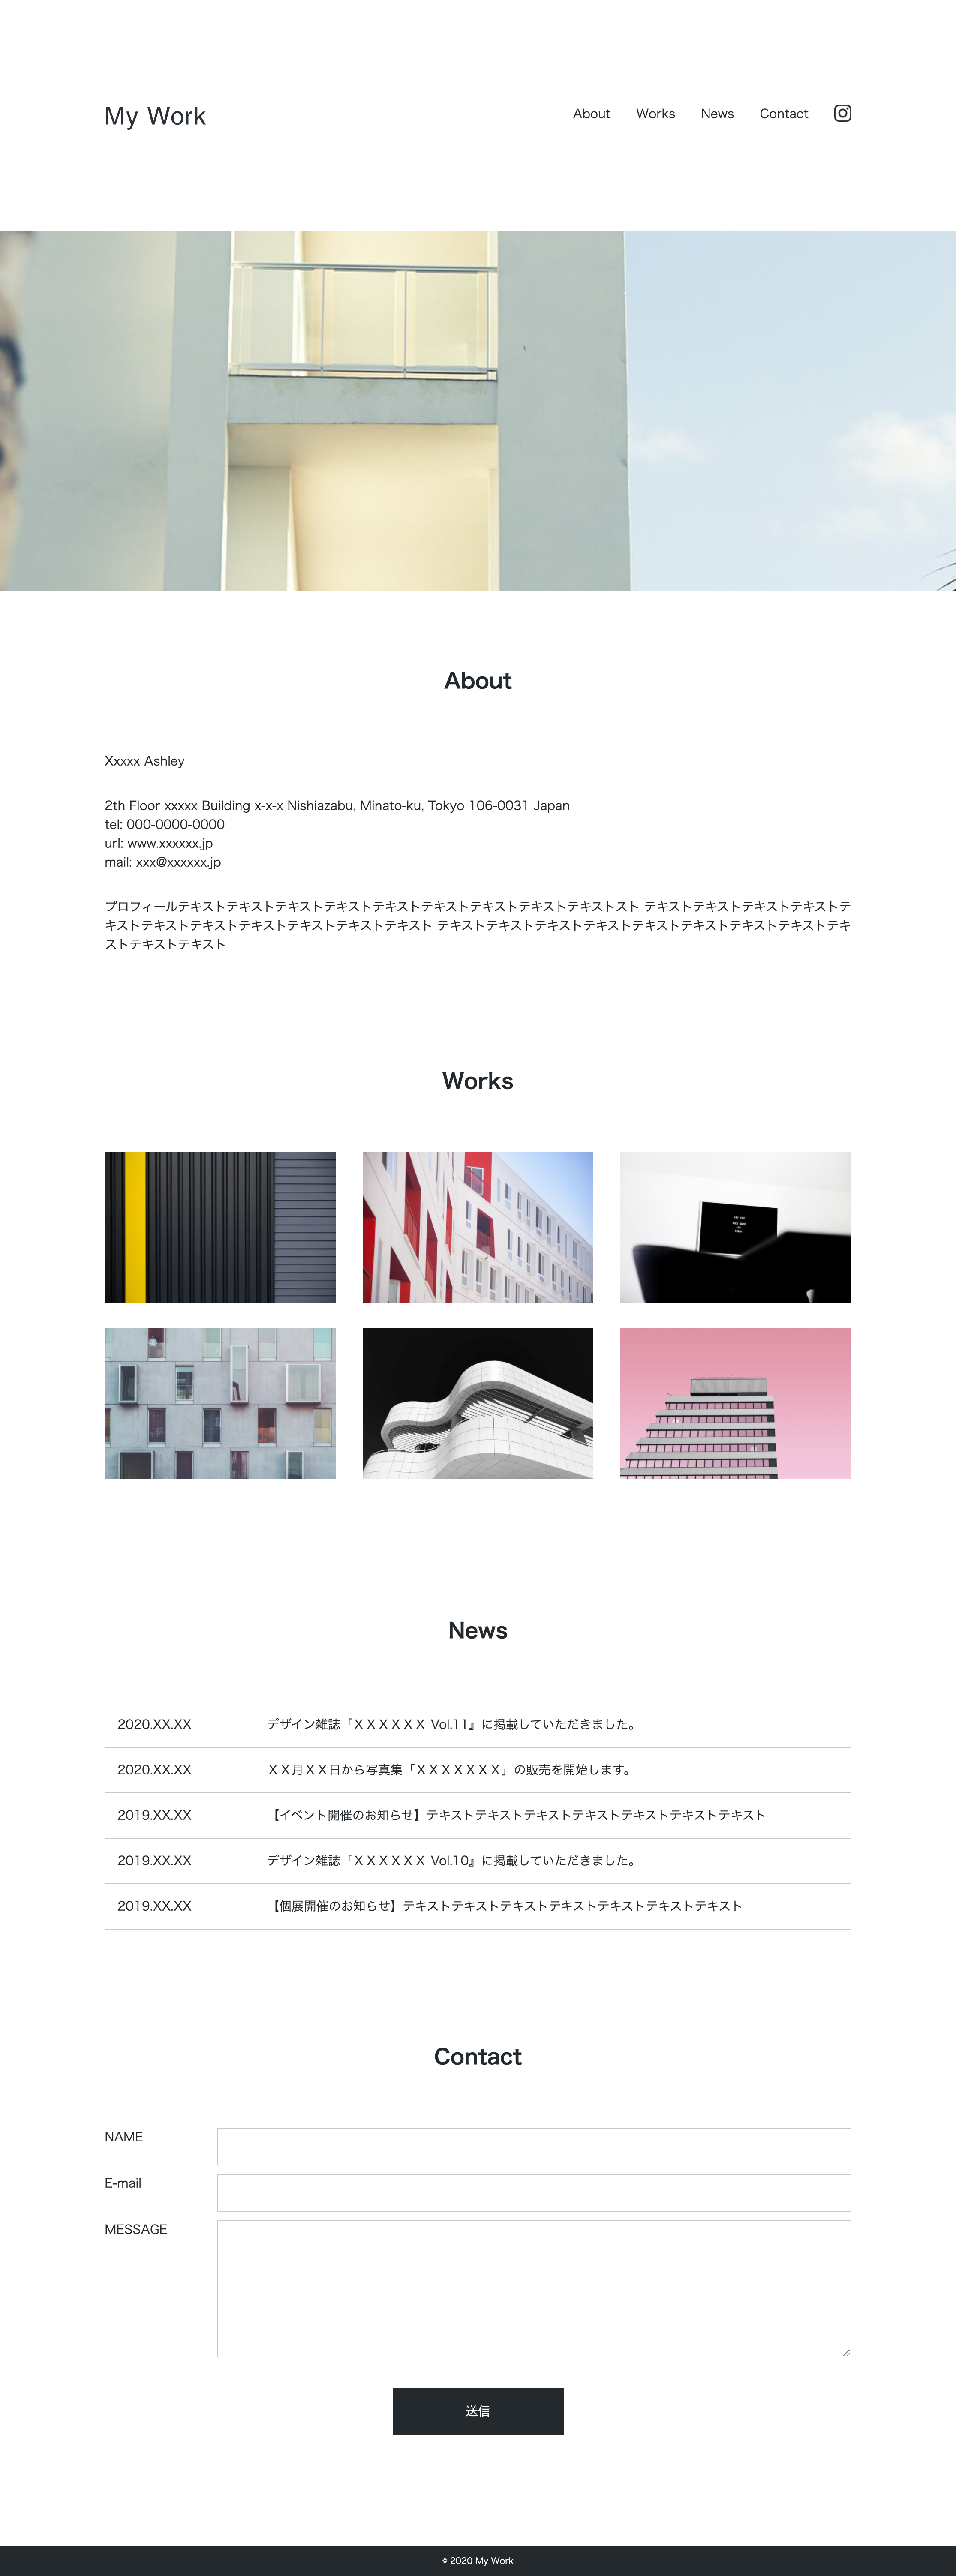 My Work
About Works News Contact
About
Xxxxx Ashley
2th Floor xxxxx Building x-x-x Nishiazabu, Minato-ku, Tokyo 106-0031 Japan
tel: 000-0000-0000
url: www.xxxxxx.jp
mail: xxx@xxxxxx.jp
プロフィールテキストテキストテキストテキストテキストテキストテキストテキストテキストスト テキストテキストテキストテキストテ
キストテキストテキストテキストテキストテキストテキスト テキストテキストテキストテキストテキストテキストテキストテキストテキ
ストテキストテキスト
Works
News
2020.XX.XX デザイン雑誌「ＸＸＸＸＸＸ Vol.11』に掲載していただきました。
2020.XX.XX ＸＸ月ＸＸ日から写真集「ＸＸＸＸＸＸＸ」の販売を開始します。
2019.XX.XX 【イベント開催のお知らせ】テキストテキストテキストテキストテキストテキストテキスト
2019.XX.XX デザイン雑誌「ＸＸＸＸＸＸ Vol.10』に掲載していただきました。
2019.XX.XX 【個展開催のお知らせ】テキストテキストテキストテキストテキストテキストテキスト
Contact
NAME
E-mail
MESSAGE
送信
© 2020 My Work